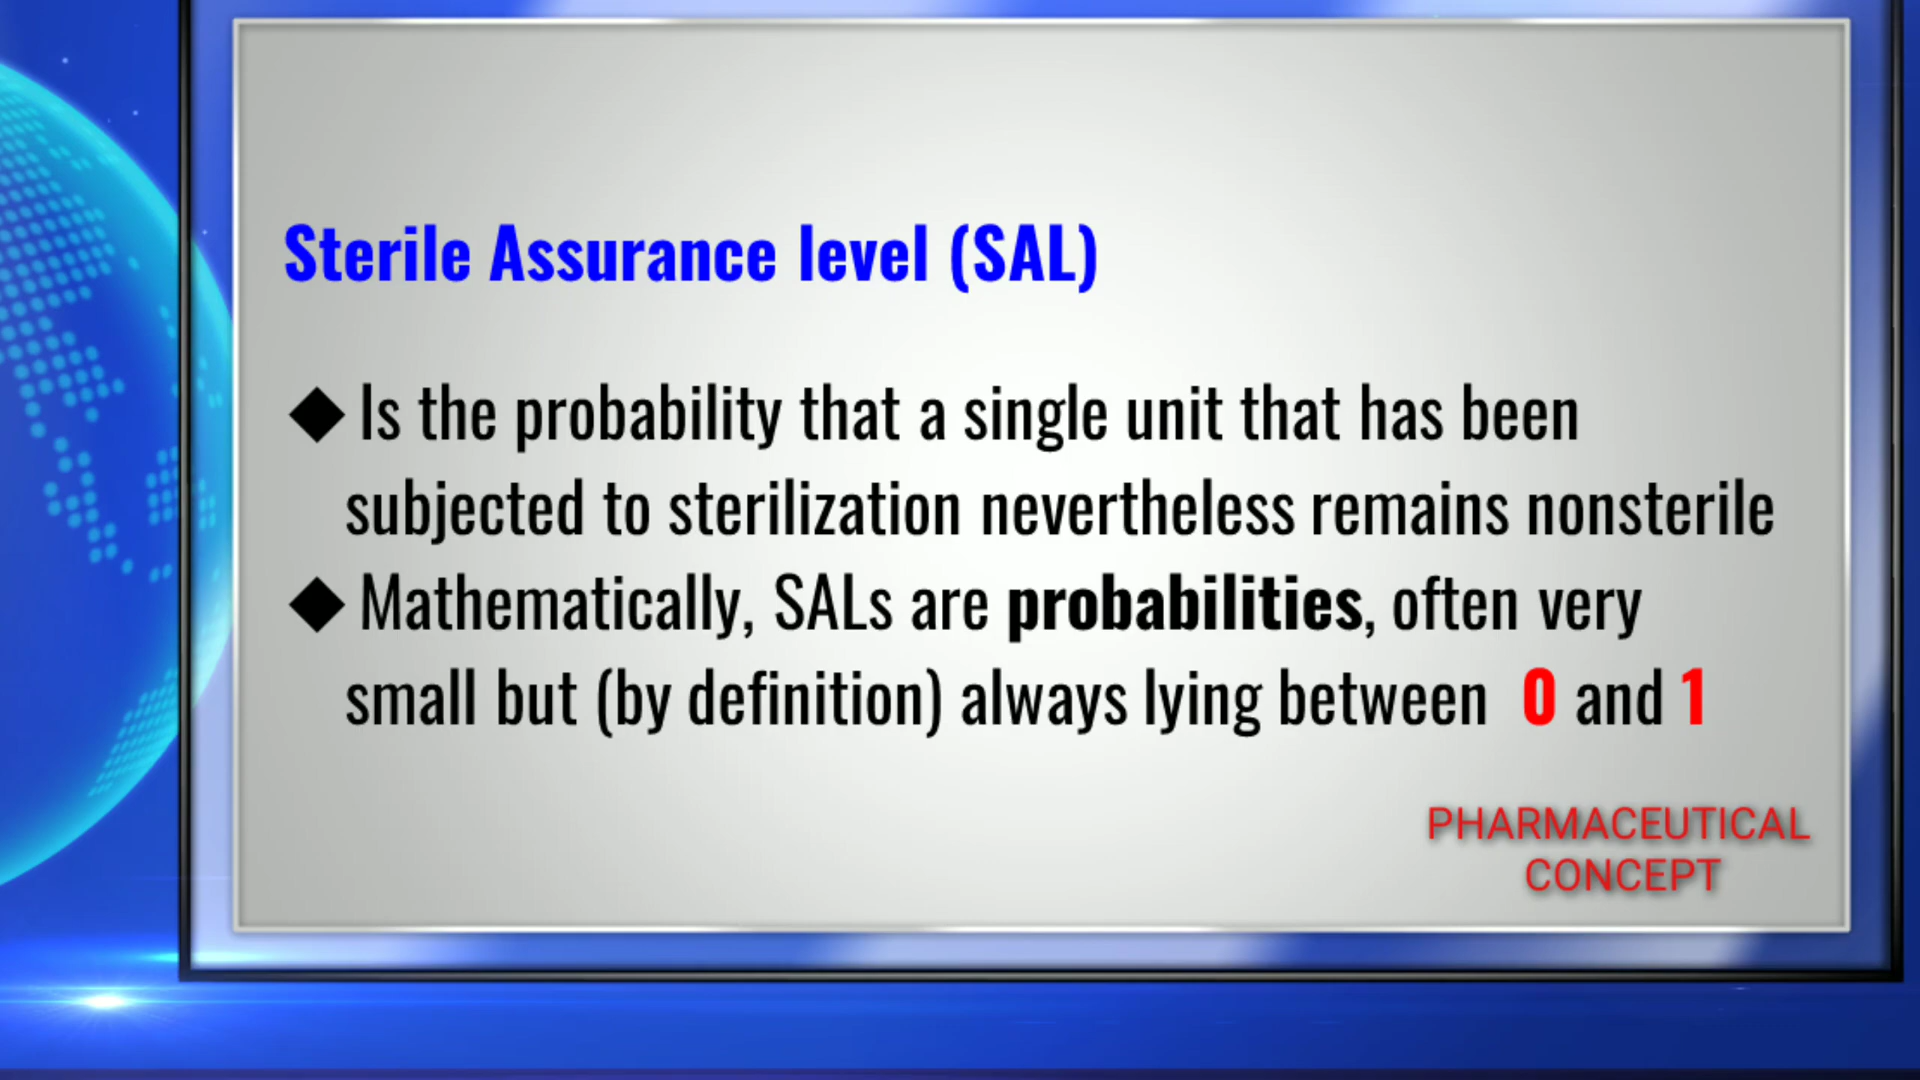 Sterile Assurance level (SAL)
◆ Is the probability that a single unit that has been
subjected to sterilization nevertheless remains nonsterile
◆ Mathematically, SALs are probabilities, often very
small but (by definition) always lying between 0 and 1
PHARMACEUTICAL
CONCEPT